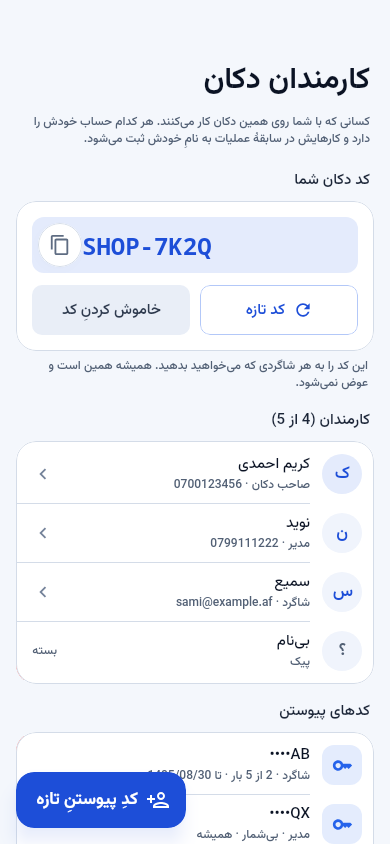 کارمندان دکان
کسانی که با شما روی همین دکان کار می‌کنند. هر کدام حساب خودش را
دارد و کارهایش در سابقهٔ عملیات به نامِ خودش ثبت می‌شود.
کد دکان شما
SHOP-7K2Q
کد تازه
خاموش کردنِ کد
این کد را به هر شاگردی که می‌خواهید بدهید. همیشه همین است و
عوض نمی‌شود.
کارمندان (4 از 5)
ک
کریم احمدی
صاحب دکان · 0700123456
ن
نوید
مدیر · 0799111222
س
سمیع
شاگرد · sami@example.af
؟
بی‌نام
پیک
بسته
کدهای پیوستن
••••AB
شاگرد · 2 از 5 بار · تا 1405/08/30
••••QX
مدیر · بی‌شمار · همیشه
کدِ پیوستنِ تازه